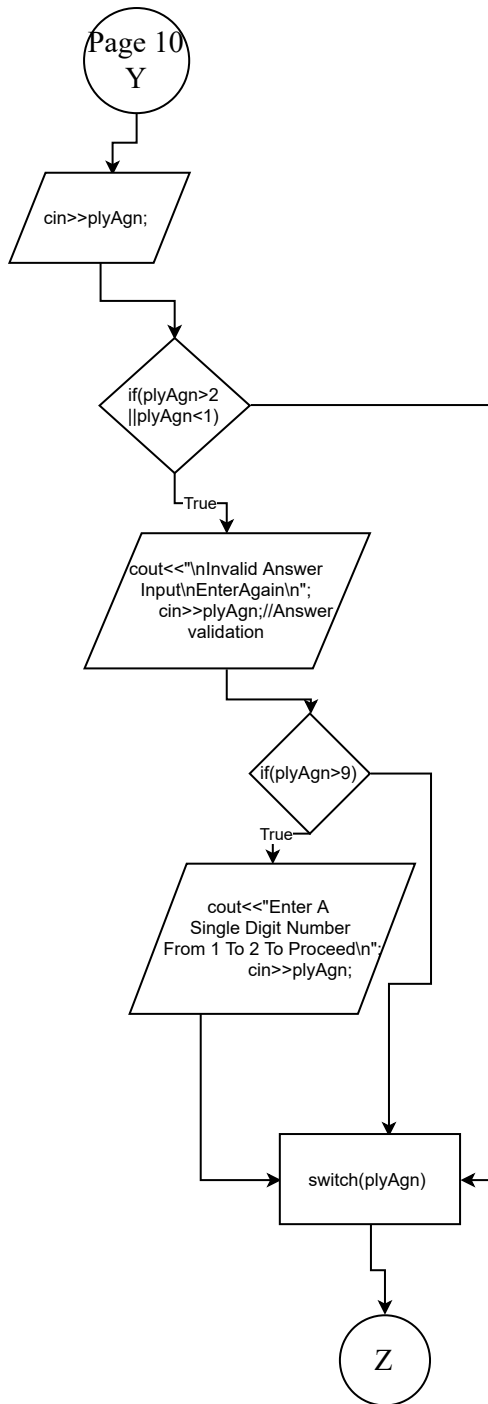 Page 10
Y
cin>>plyAgn;
if(plyAgn>2
||plyAgn<1)
True
cout<<"\nInvalid Answer
Input\nEnterAgain\n";
cin>>plyAgn;//Answer
validation
if(plyAgn>9)
True
cout<<"Enter A
Single Digit Number
From 1 To 2 To Proceed\n";
cin>>plyAgn;
switch(plyAgn)
Z